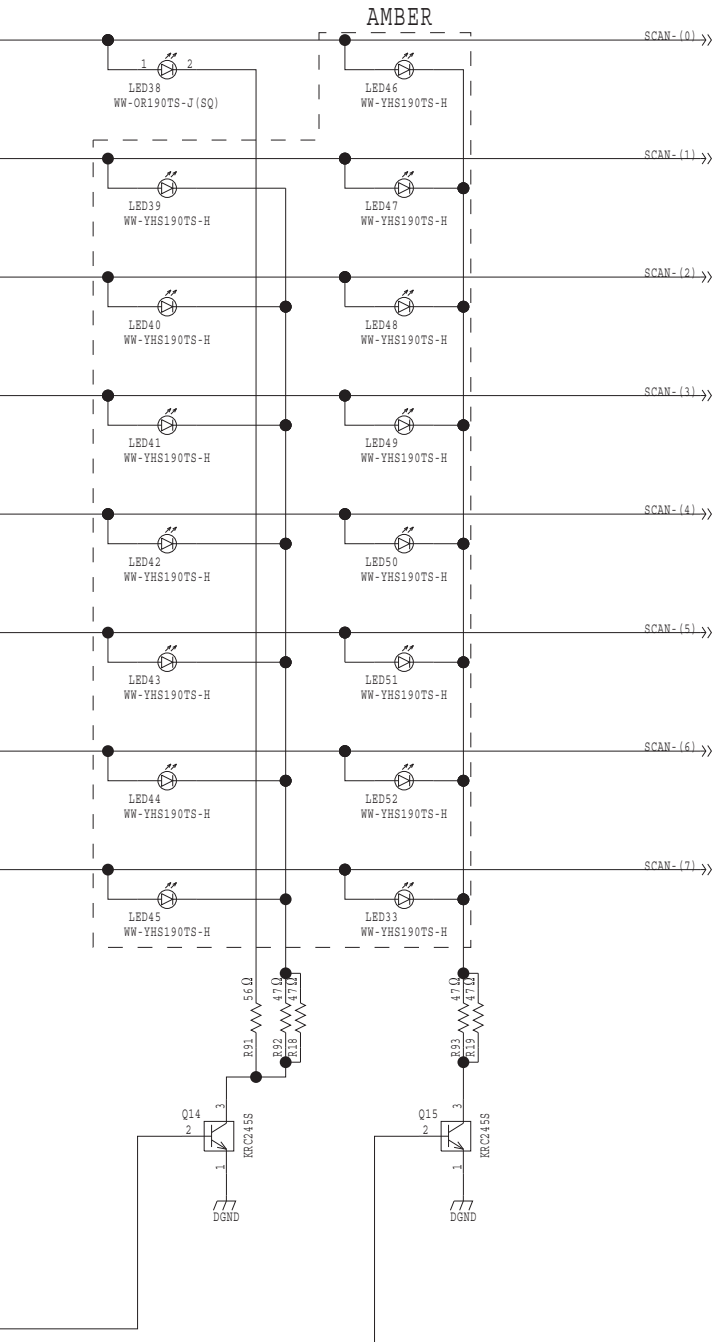 AMBER
SCAN-(0)
1 2
LED38
WW-OR190TS-J(SQ)
LED46
WW-YHS190TS-H
SCAN-(1)
LED39
WW-YHS190TS-H
LED47
WW-YHS190TS-H
SCAN-(2)
LED40
WW-YHS190TS-H
LED48
WW-YHS190TS-H
SCAN-(3)
LED41
WW-YHS190TS-H
LED49
WW-YHS190TS-H
SCAN-(4)
LED42
WW-YHS190TS-H
LED50
WW-YHS190TS-H
SCAN-(5)
LED43
WW-YHS190TS-H
LED51
WW-YHS190TS-H
SCAN-(6)
LED44
WW-YHS190TS-H
LED52
WW-YHS190TS-H
SCAN-(7)
LED45
WW-YHS190TS-H
LED33
WW-YHS190TS-H
56Ω
R91
47Ω
R92
47Ω
R18
47Ω
R93
47Ω
R19
Q14
2
3
1
KRC245S
DGND
Q15
2
3
1
KRC245S
DGND